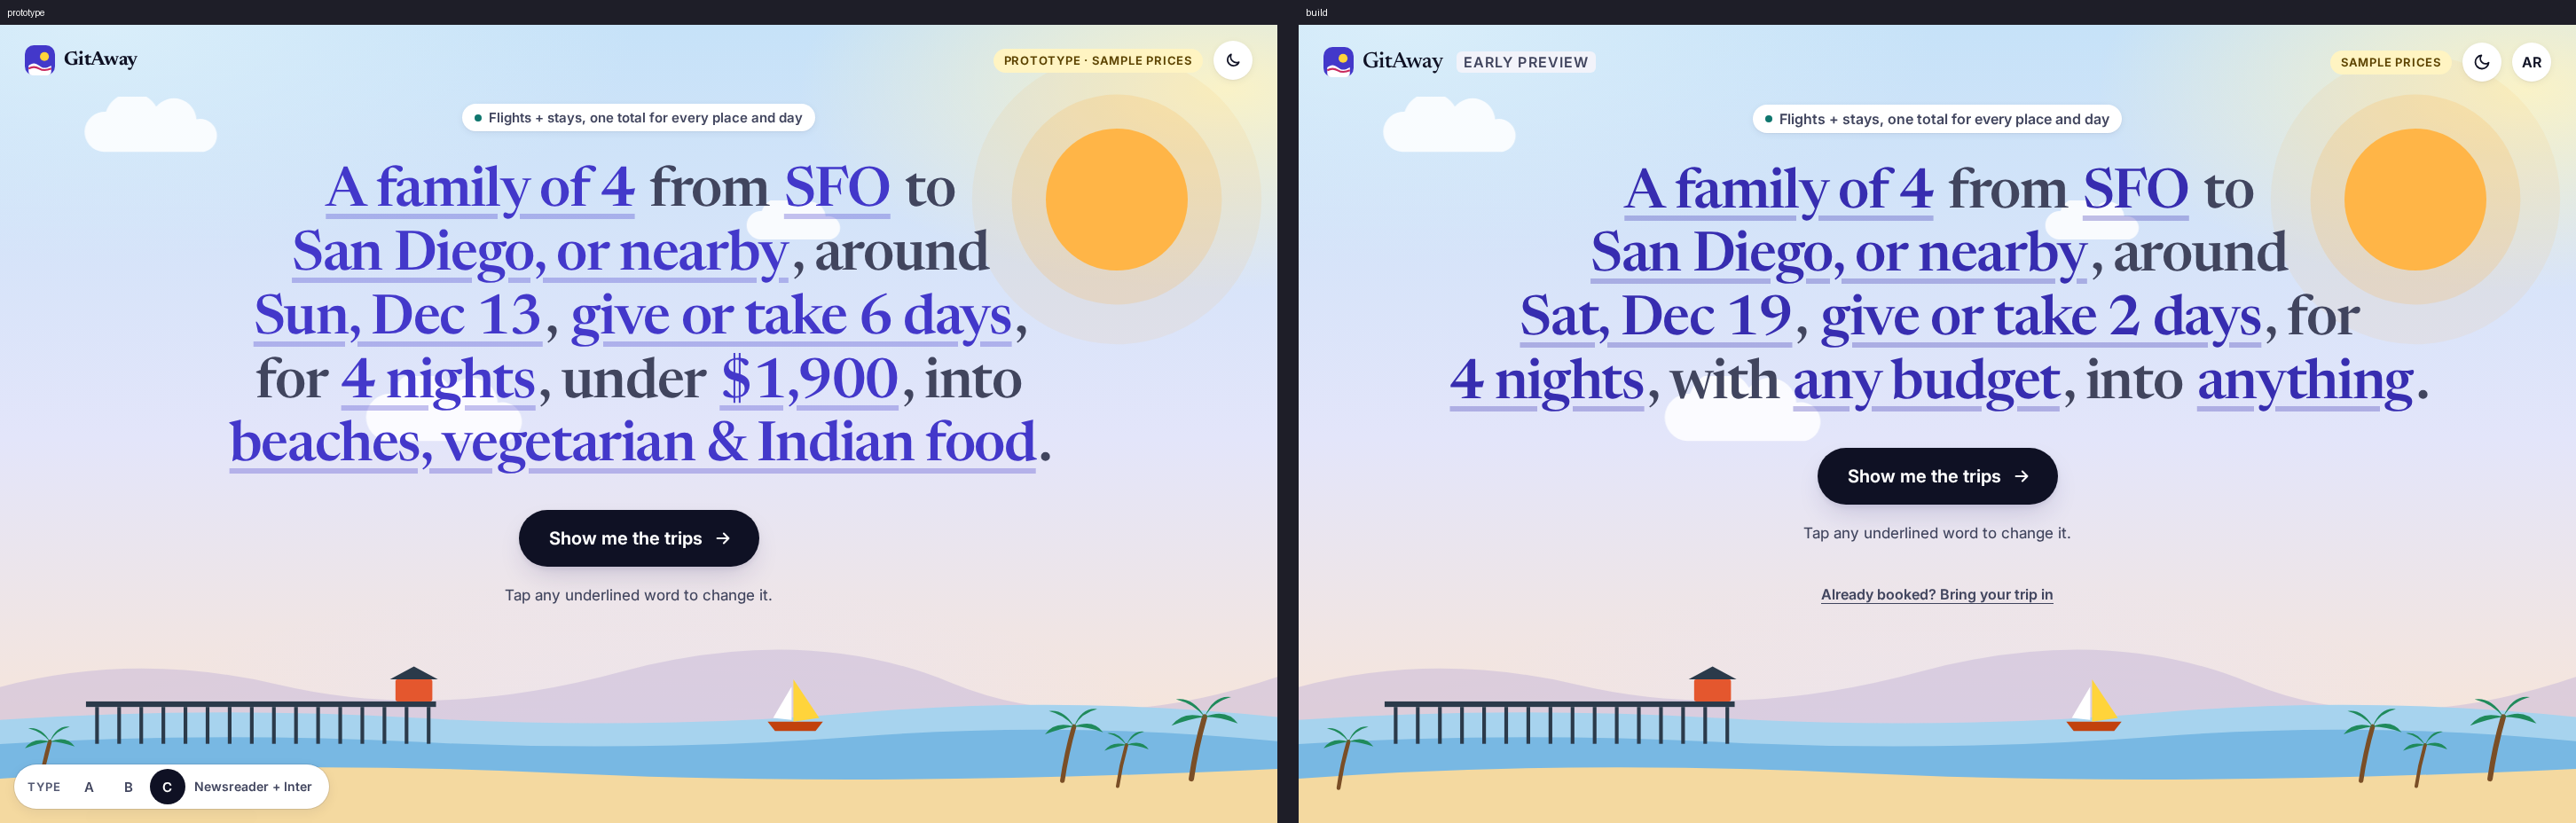 prototype
GitAway
PROTOTYPE · SAMPLE PRICES
Flights + stays, one total for every place and day
A family of 4 from SFO to
San Diego, or nearby, around
Sun, Dec 13, give or take 6 days,
for 4 nights, under $1,900, into
beaches, vegetarian & Indian food.
Show me the trips →
Tap any underlined word to change it.
TYPE A B C Newsreader + Inter
build
GitAway EARLY PREVIEW
SAMPLE PRICES AR
Flights + stays, one total for every place and day
A family of 4 from SFO to
San Diego, or nearby, around
Sat, Dec 19, give or take 2 days, for
4 nights, with any budget, into anything.
Show me the trips →
Tap any underlined word to change it.
Already booked? Bring your trip in